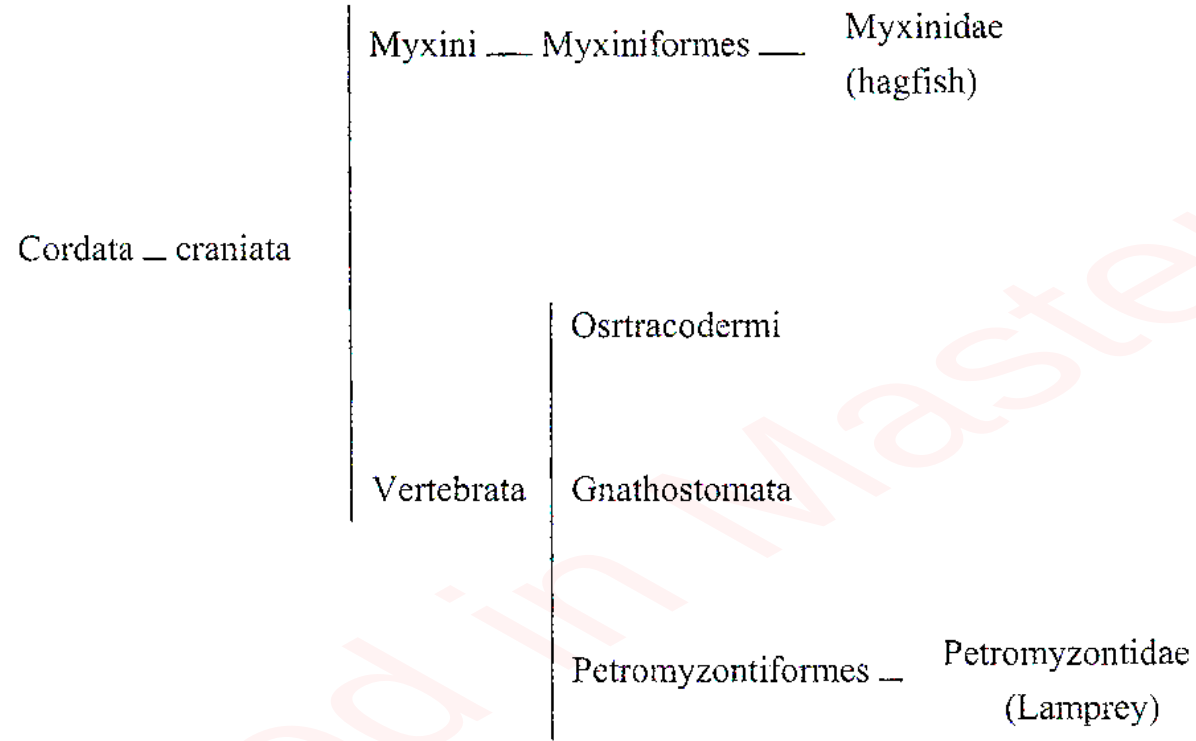 Myxini — Myxiniformes — Myxinidae
(hagfish)
Cordata – craniata
Osrtracodermi
Vertebrata Gnathostomata
Petromyzontiformes – Petromyzontidae
(Lamprey)